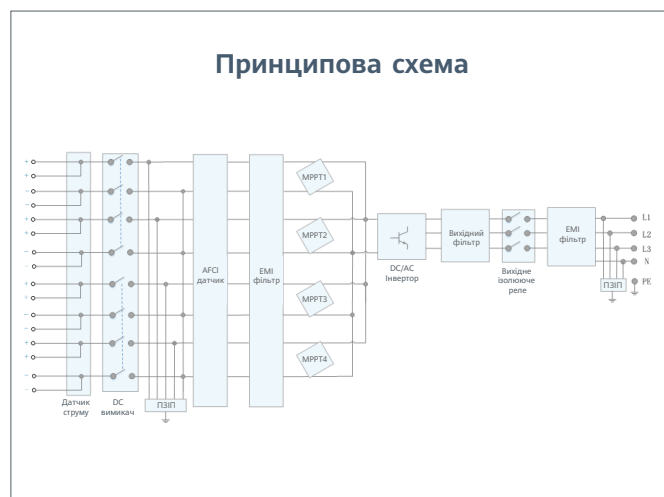 Принципова схема
+
+
−
−
+
+
−
−
+
+
−
−
+
+
−
−
Датчик
струму
DC
вимикач
ПЗІП
AFCI
датчик
EMI
фільтр
MPPT1
MPPT2
MPPT3
MPPT4
DC/AC
Інвертор
Вихідний
фільтр
Вихідне
ізолююче
реле
EMI
фільтр
L1
L2
L3
N
ПЗІП
PE